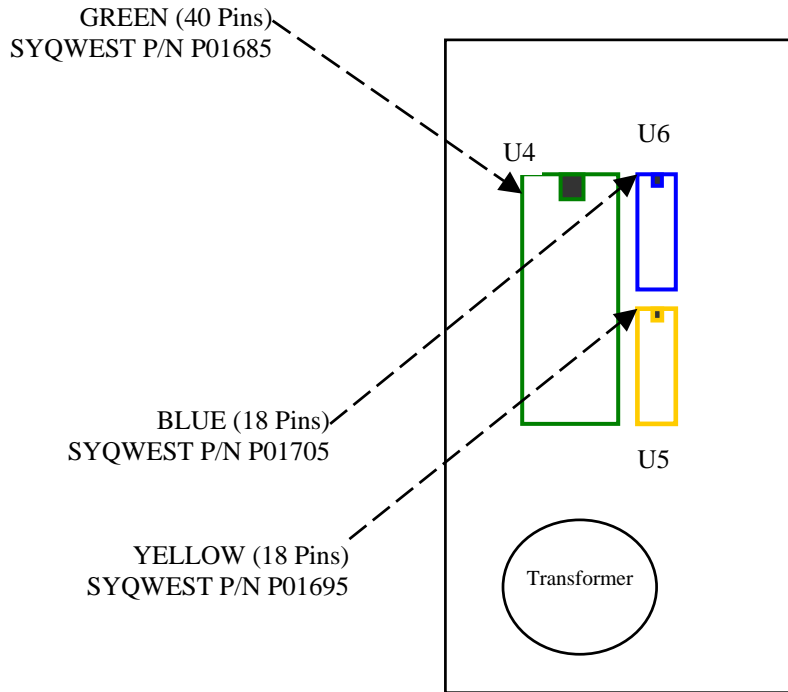 GREEN (40 Pins)
SYQWEST P/N P01685
U6
U4
BLUE (18 Pins)
SYQWEST P/N P01705
U5
YELLOW (18 Pins)
SYQWEST P/N P01695
Transformer